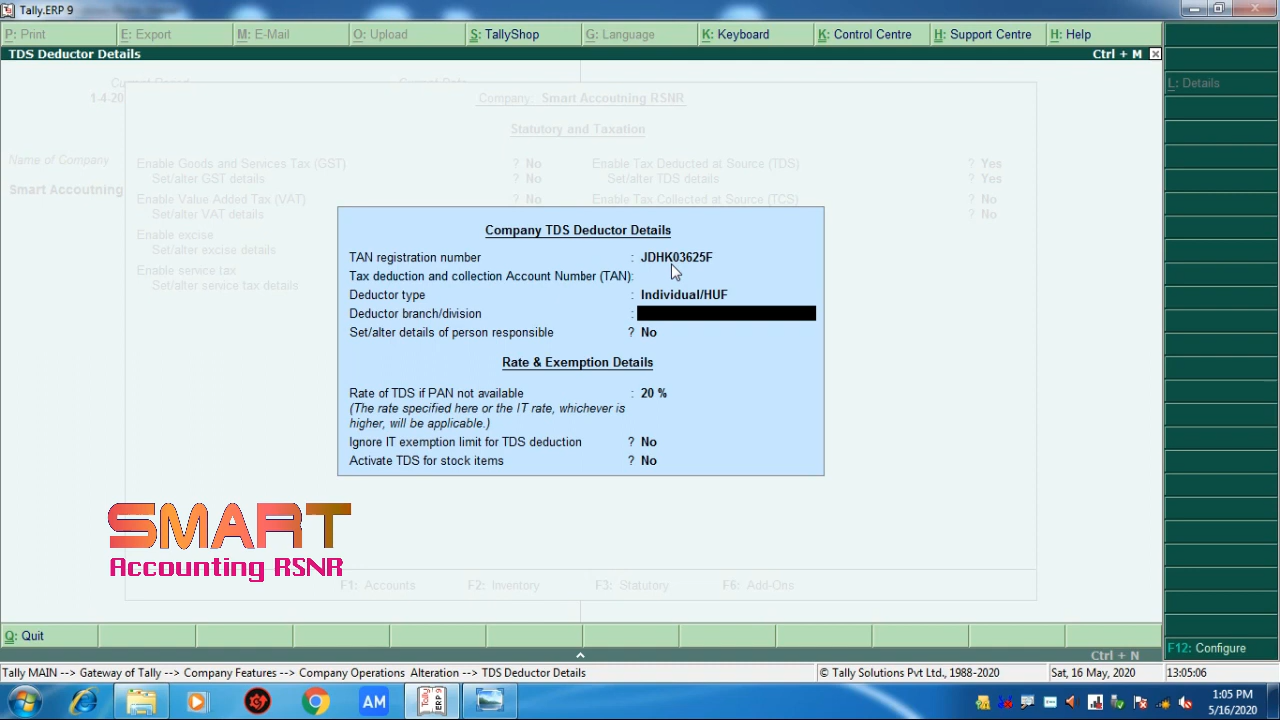 Tally.ERP 9
P: Print E: Export M: E-Mail O: Upload S: TallyShop G: Language K: Keyboard K: Control Centre H: Support Centre H: Help
TDS Deductor Details Ctrl + M
L: Details
1-4-20
Company: Smart Accoutning RSNR
Statutory and Taxation
Name of Company
Smart Accoutning
Enable Goods and Services Tax (GST) ? No Enable Tax Deducted at Source (TDS) ? Yes
Set/alter GST details ? No Set/alter TDS details ? Yes
Enable Value Added Tax (VAT) ? No Enable Tax Collected at Source (TCS) ? No
Set/alter VAT details ? No
Enable excise
Set/alter excise details
Enable service tax
Set/alter service tax details
Company TDS Deductor Details
TAN registration number : JDHK03625F
Tax deduction and collection Account Number (TAN):
Deductor type : Individual/HUF
Deductor branch/division :
Set/alter details of person responsible ? No
Rate & Exemption Details
Rate of TDS if PAN not available : 20 %
(The rate specified here or the IT rate, whichever is
higher, will be applicable.)
Ignore IT exemption limit for TDS deduction ? No
Activate TDS for stock items ? No
SMART
Accounting RSNR
F1: Accounts F2: Inventory F3: Statutory F6: Add-Ons
Q: Quit
F12: Configure
Ctrl + N
Tally MAIN --> Gateway of Tally --> Company Features --> Company Operations Alteration --> TDS Deductor Details © Tally Solutions Pvt Ltd., 1988-2020 Sat, 16 May, 2020 13:05:06
AM
ERP 9
1:05 PM
5/16/2020